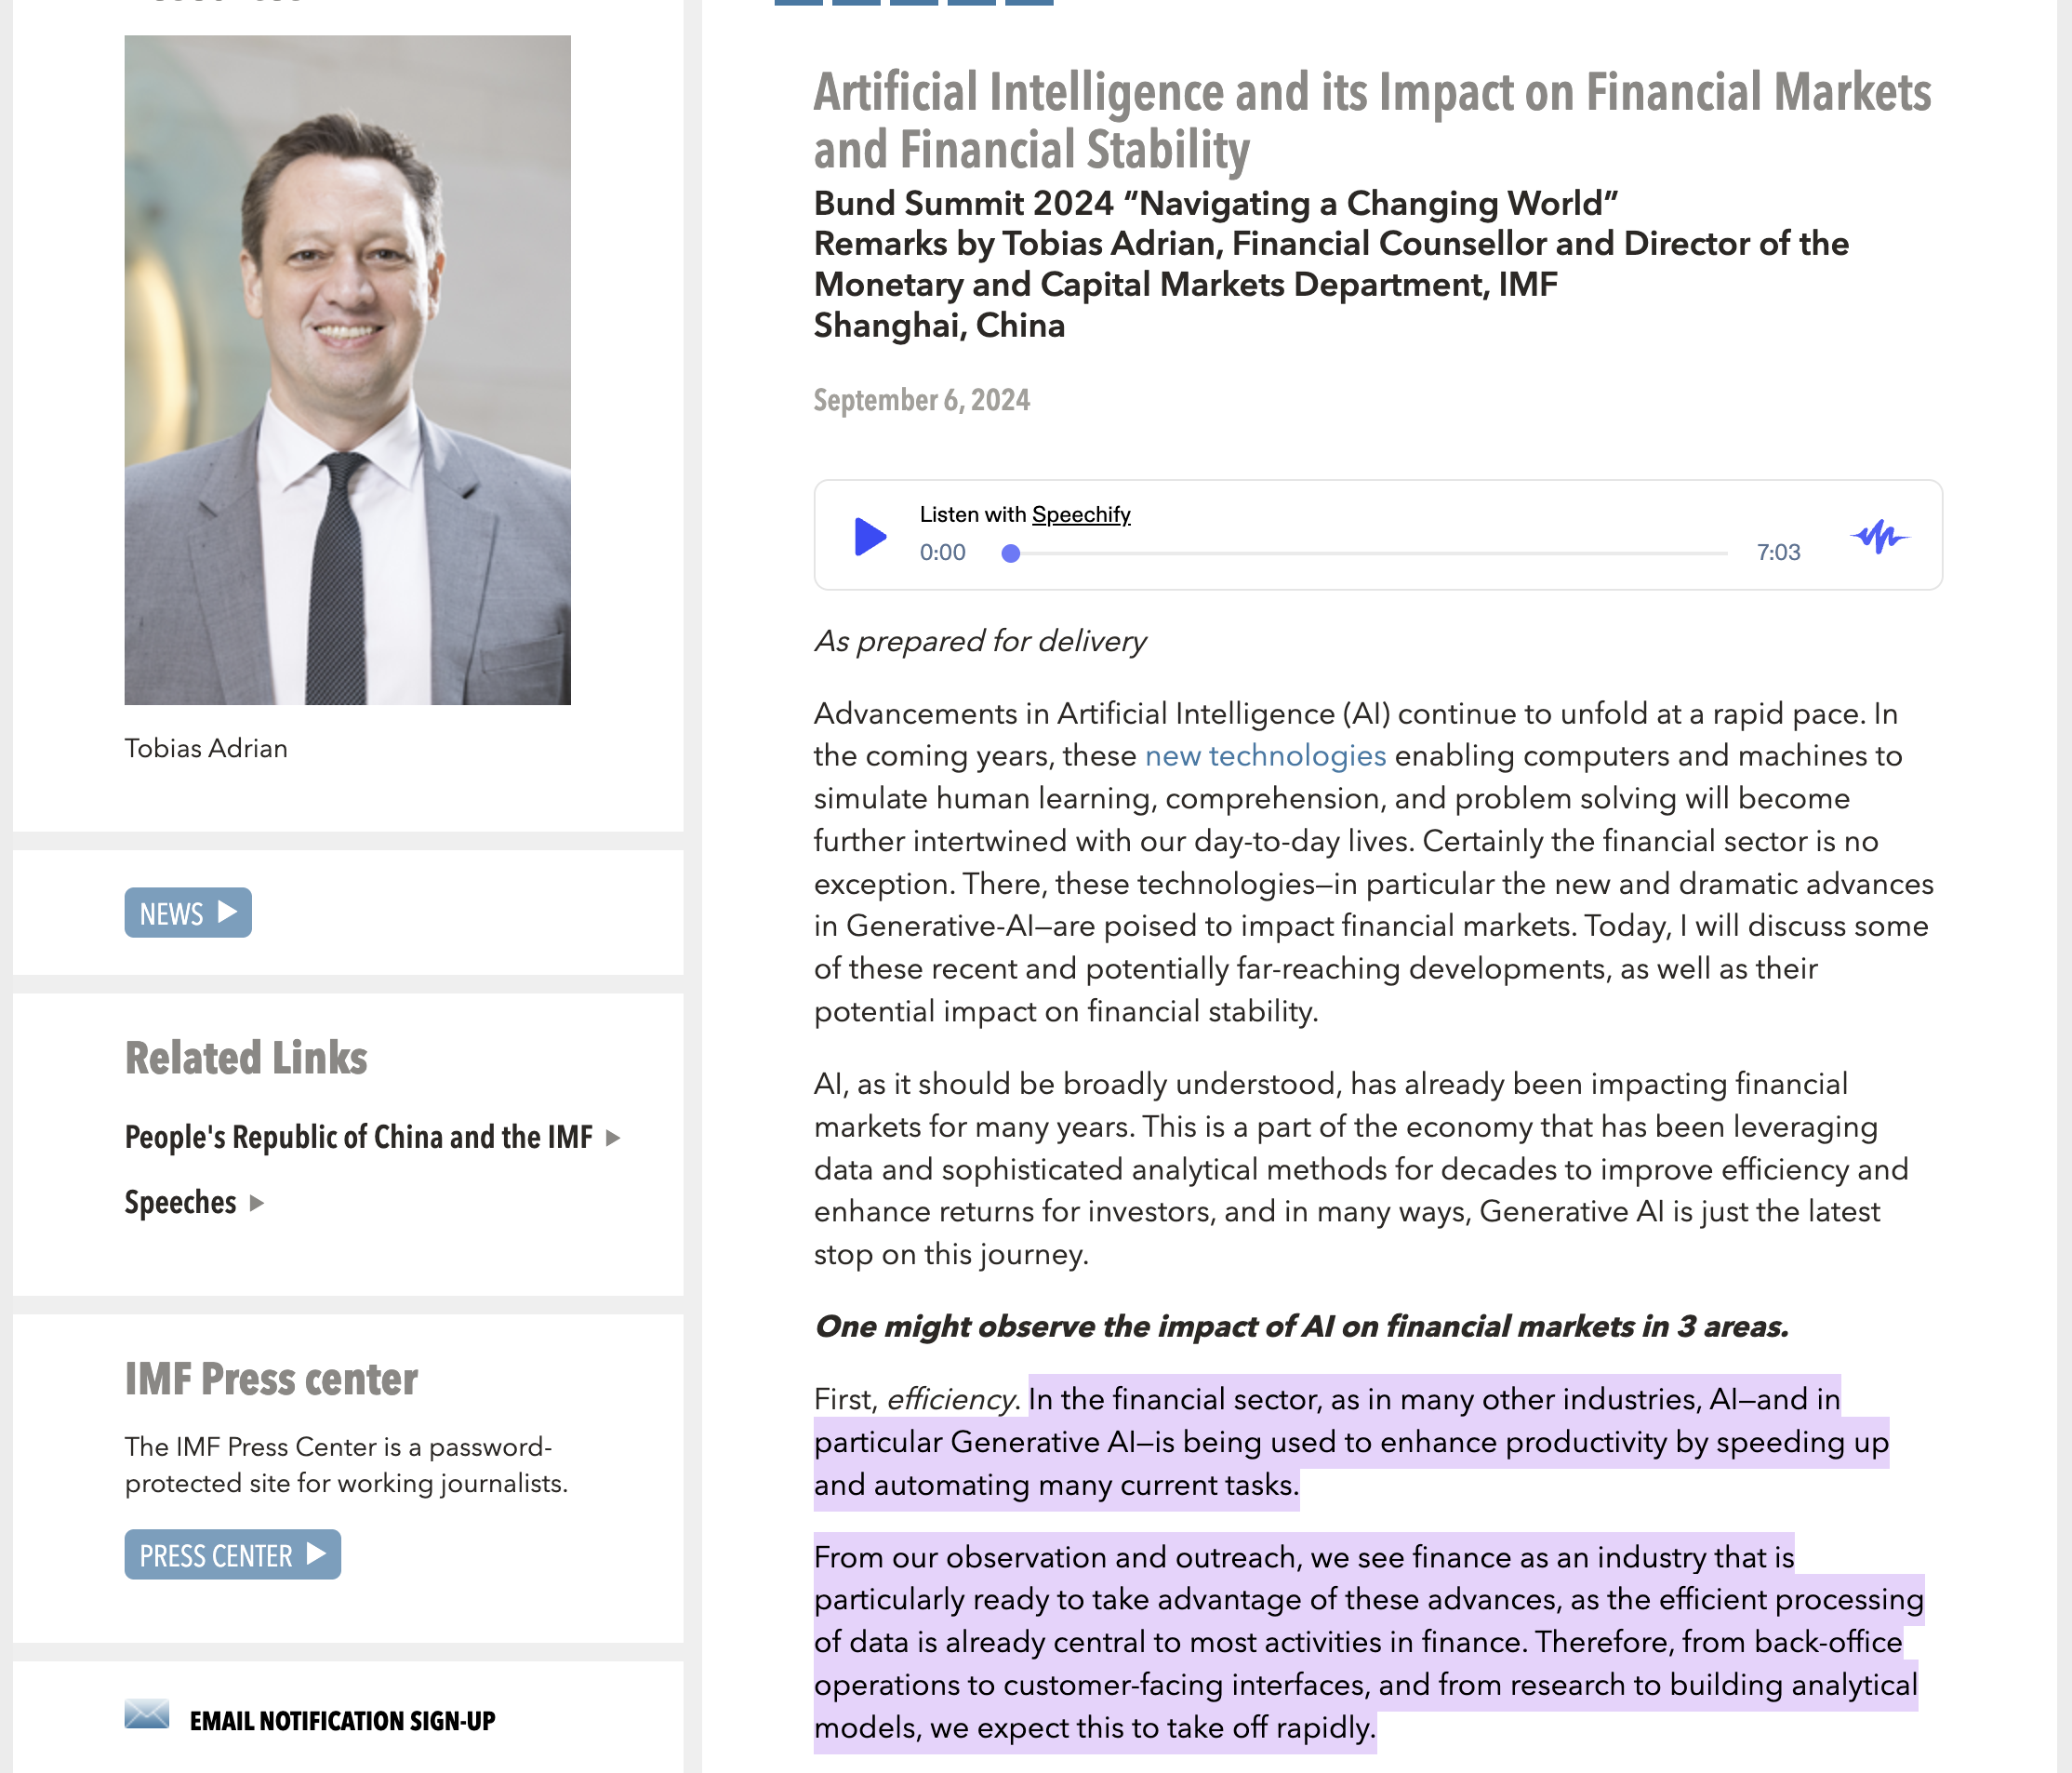 Tobias Adrian
NEWS
Related Links
People's Republic of China and the IMF
Speeches
IMF Press center
The IMF Press Center is a password-
protected site for working journalists.
PRESS CENTER
EMAIL NOTIFICATION SIGN-UP
Artificial Intelligence and its Impact on Financial Markets
and Financial Stability
Bund Summit 2024 “Navigating a Changing World”
Remarks by Tobias Adrian, Financial Counsellor and Director of the
Monetary and Capital Markets Department, IMF
Shanghai, China
September 6, 2024
Listen with Speechify
0:00
7:03
As prepared for delivery
Advancements in Artificial Intelligence (AI) continue to unfold at a rapid pace. In
the coming years, these new technologies enabling computers and machines to
simulate human learning, comprehension, and problem solving will become
further intertwined with our day-to-day lives. Certainly the financial sector is no
exception. There, these technologies—in particular the new and dramatic advances
in Generative-AI—are poised to impact financial markets. Today, I will discuss some
of these recent and potentially far-reaching developments, as well as their
potential impact on financial stability.
AI, as it should be broadly understood, has already been impacting financial
markets for many years. This is a part of the economy that has been leveraging
data and sophisticated analytical methods for decades to improve efficiency and
enhance returns for investors, and in many ways, Generative AI is just the latest
stop on this journey.
One might observe the impact of AI on financial markets in 3 areas.
First, efficiency. In the financial sector, as in many other industries, AI—and in
particular Generative AI—is being used to enhance productivity by speeding up
and automating many current tasks.
From our observation and outreach, we see finance as an industry that is
particularly ready to take advantage of these advances, as the efficient processing
of data is already central to most activities in finance. Therefore, from back-office
operations to customer-facing interfaces, and from research to building analytical
models, we expect this to take off rapidly.